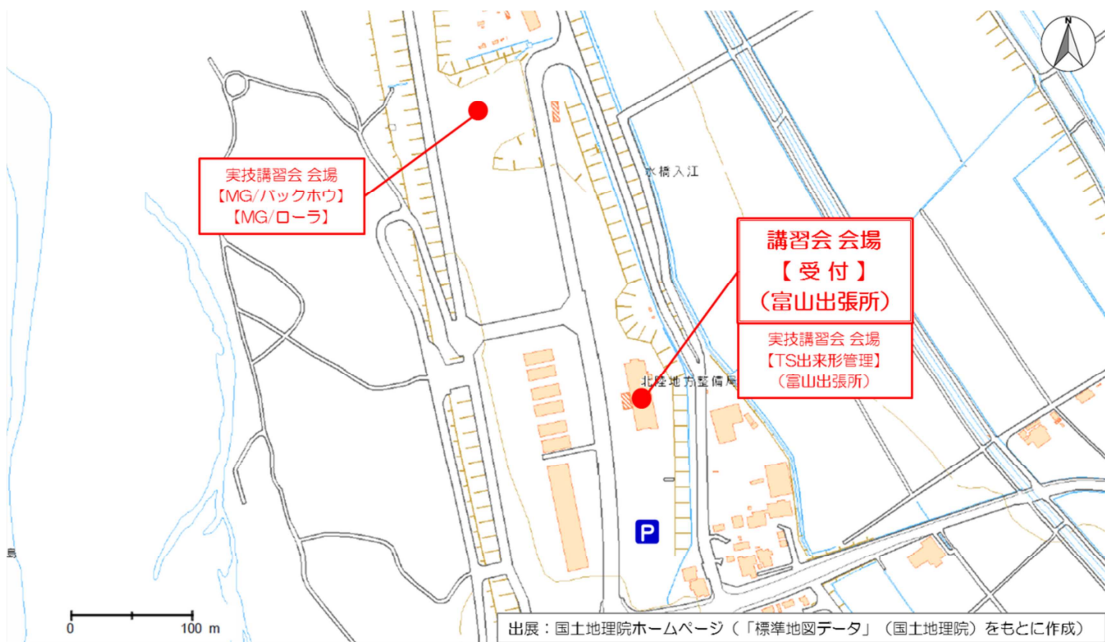 N
実技講習会 会場
【MG/バックホウ】
【MG/ローラ】
水橋入江
講習会 会場
【 受 付 】
（富山出張所）
実技講習会 会場
【TS出来形管理】
（富山出張所）
北陸地方整備局
P
島
0 100 m
出展：国土地理院ホームページ（「標準地図データ」（国土地理院）をもとに作成）